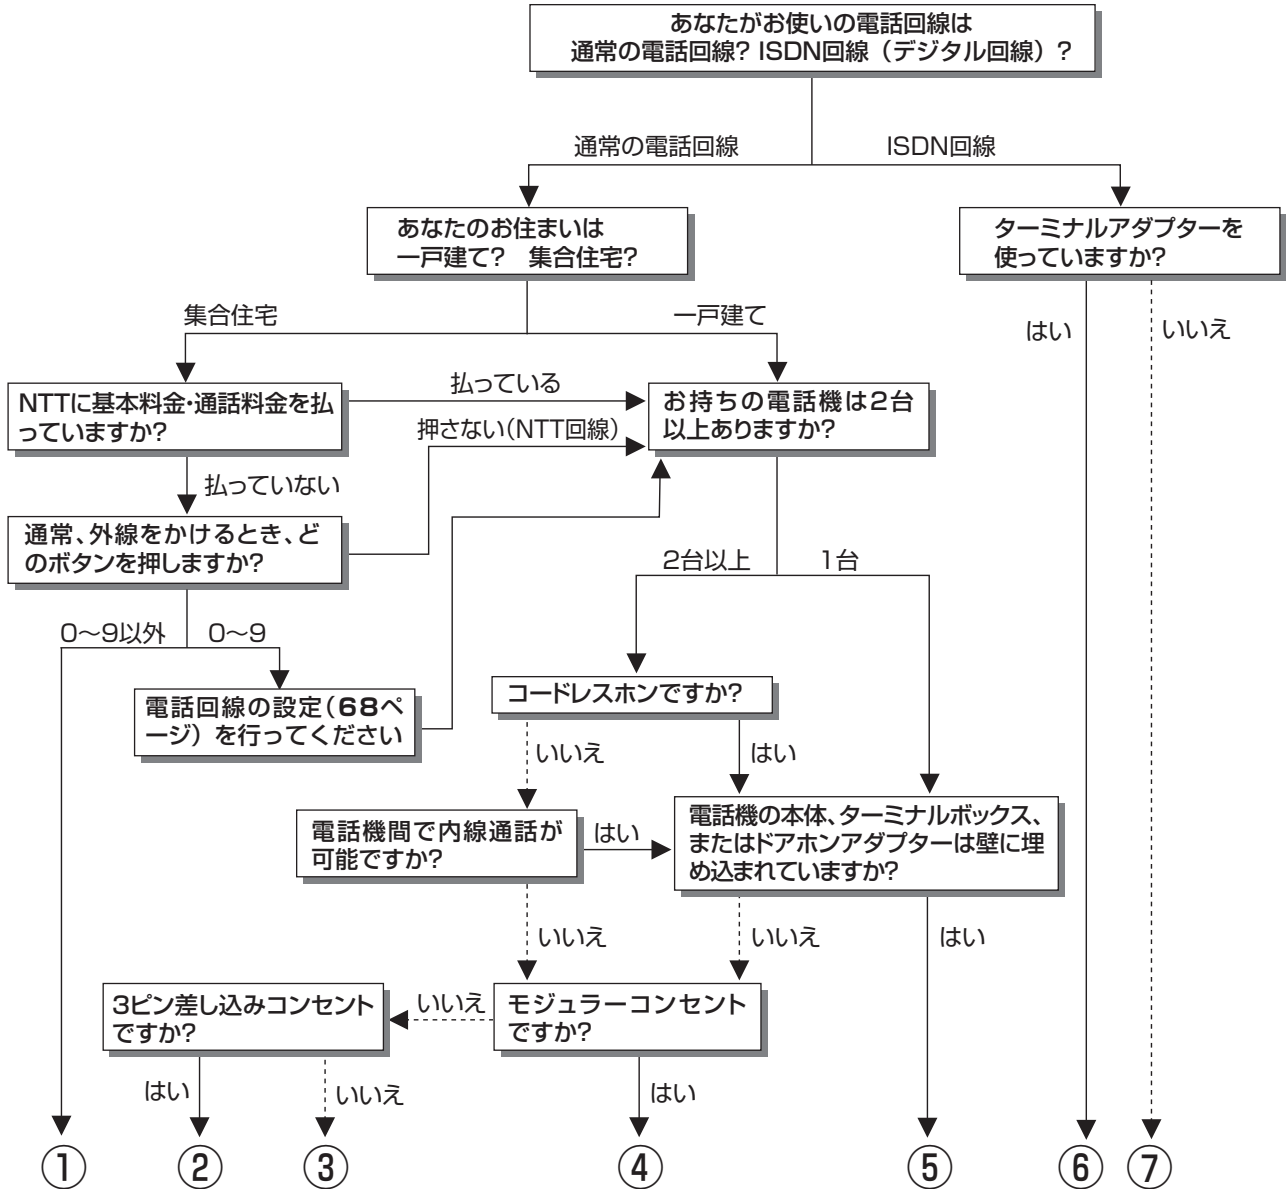 あなたがお使いの電話回線は
通常の電話回線? ISDN回線（デジタル回線）?
通常の電話回線
ISDN回線
あなたのお住まいは
一戸建て?　集合住宅?
ターミナルアダプターを
使っていますか?
集合住宅
一戸建て
はい
いいえ
NTTに基本料金・通話料金を払
っていますか?
払っている
お持ちの電話機は2台
以上ありますか?
押さない(NTT回線)
払っていない
通常、外線をかけるとき、ど
のボタンを押しますか?
2台以上
1台
0〜9以外
0〜9
電話回線の設定(68ペ
ージ）を行ってください
コードレスホンですか?
いいえ
はい
電話機間で内線通話が
可能ですか?
はい
電話機の本体、ターミナルボックス、
またはドアホンアダプターは壁に埋
め込まれていますか?
いいえ
いいえ
はい
3ピン差し込みコンセント
ですか?
いいえ
モジュラーコンセント
ですか?
はい
いいえ
はい
①
②
③
④
⑤
⑥
⑦